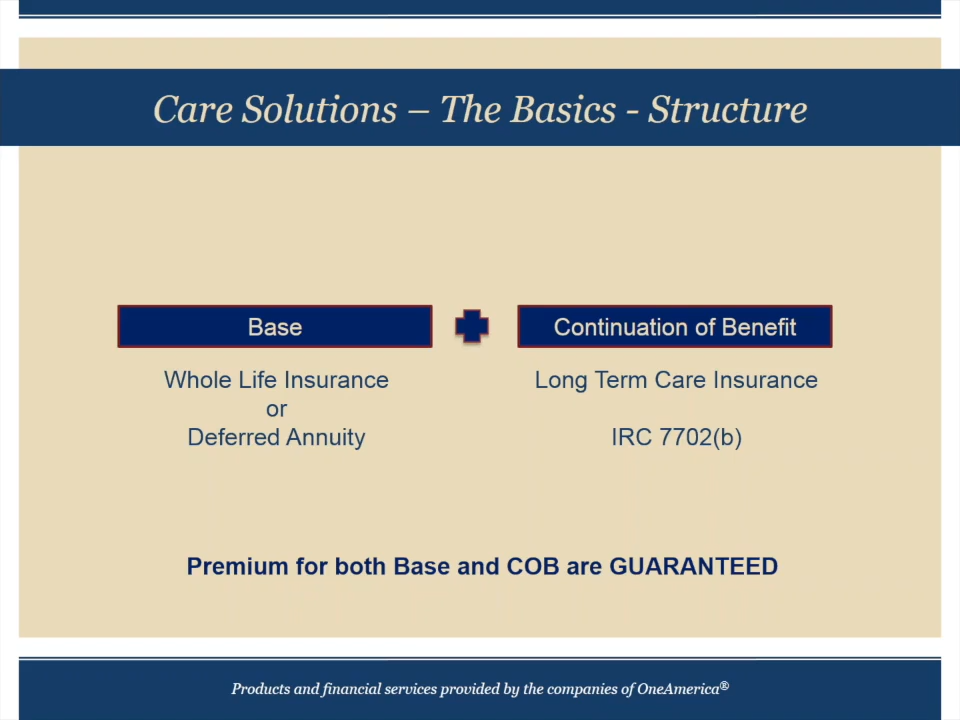 Care Solutions – The Basics - Structure
Base
Continuation of Benefit
Whole Life Insurance
or
Deferred Annuity
Long Term Care Insurance
IRC 7702(b)
Premium for both Base and COB are GUARANTEED
Products and financial services provided by the companies of OneAmerica®